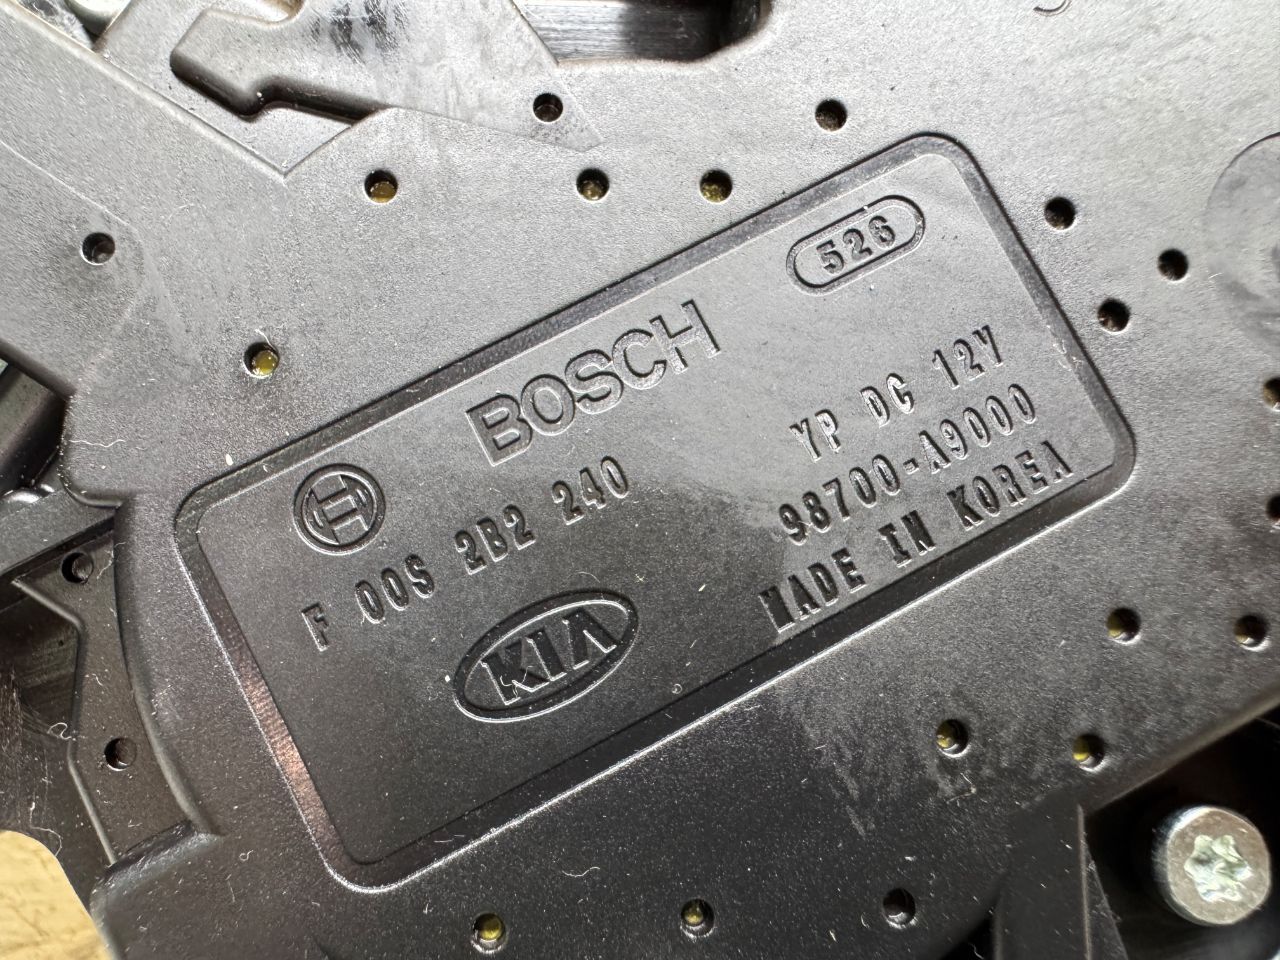 526
BOSCH
F 00S 2B2 240
YP DC 12V
98700-A9000
MADE IN KOREA
KIA